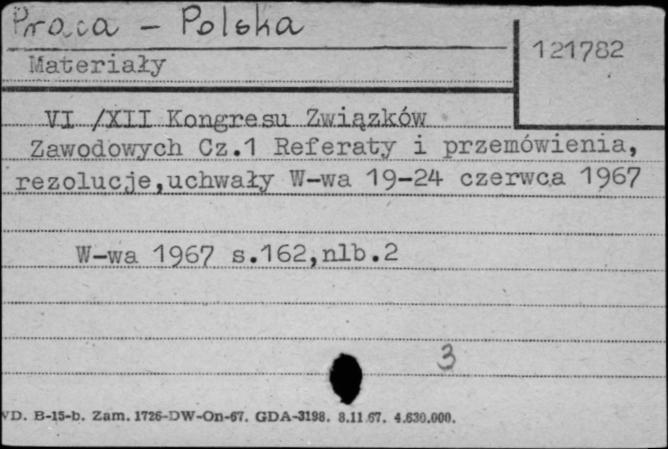 Praca - Polska
121782
Materiały
VI /XII Kongresu Związków
Zawodowych Cz.1 Referaty i przemówienia,
rezolucje,uchwały W-wa 19-24 czerwca 1967
W-wa 1967 s.162,nlb.2
3
VD. B-15-b. Zam. 1726-DW-On-67. GDA-3198. 8.11 67. 4.630.000.